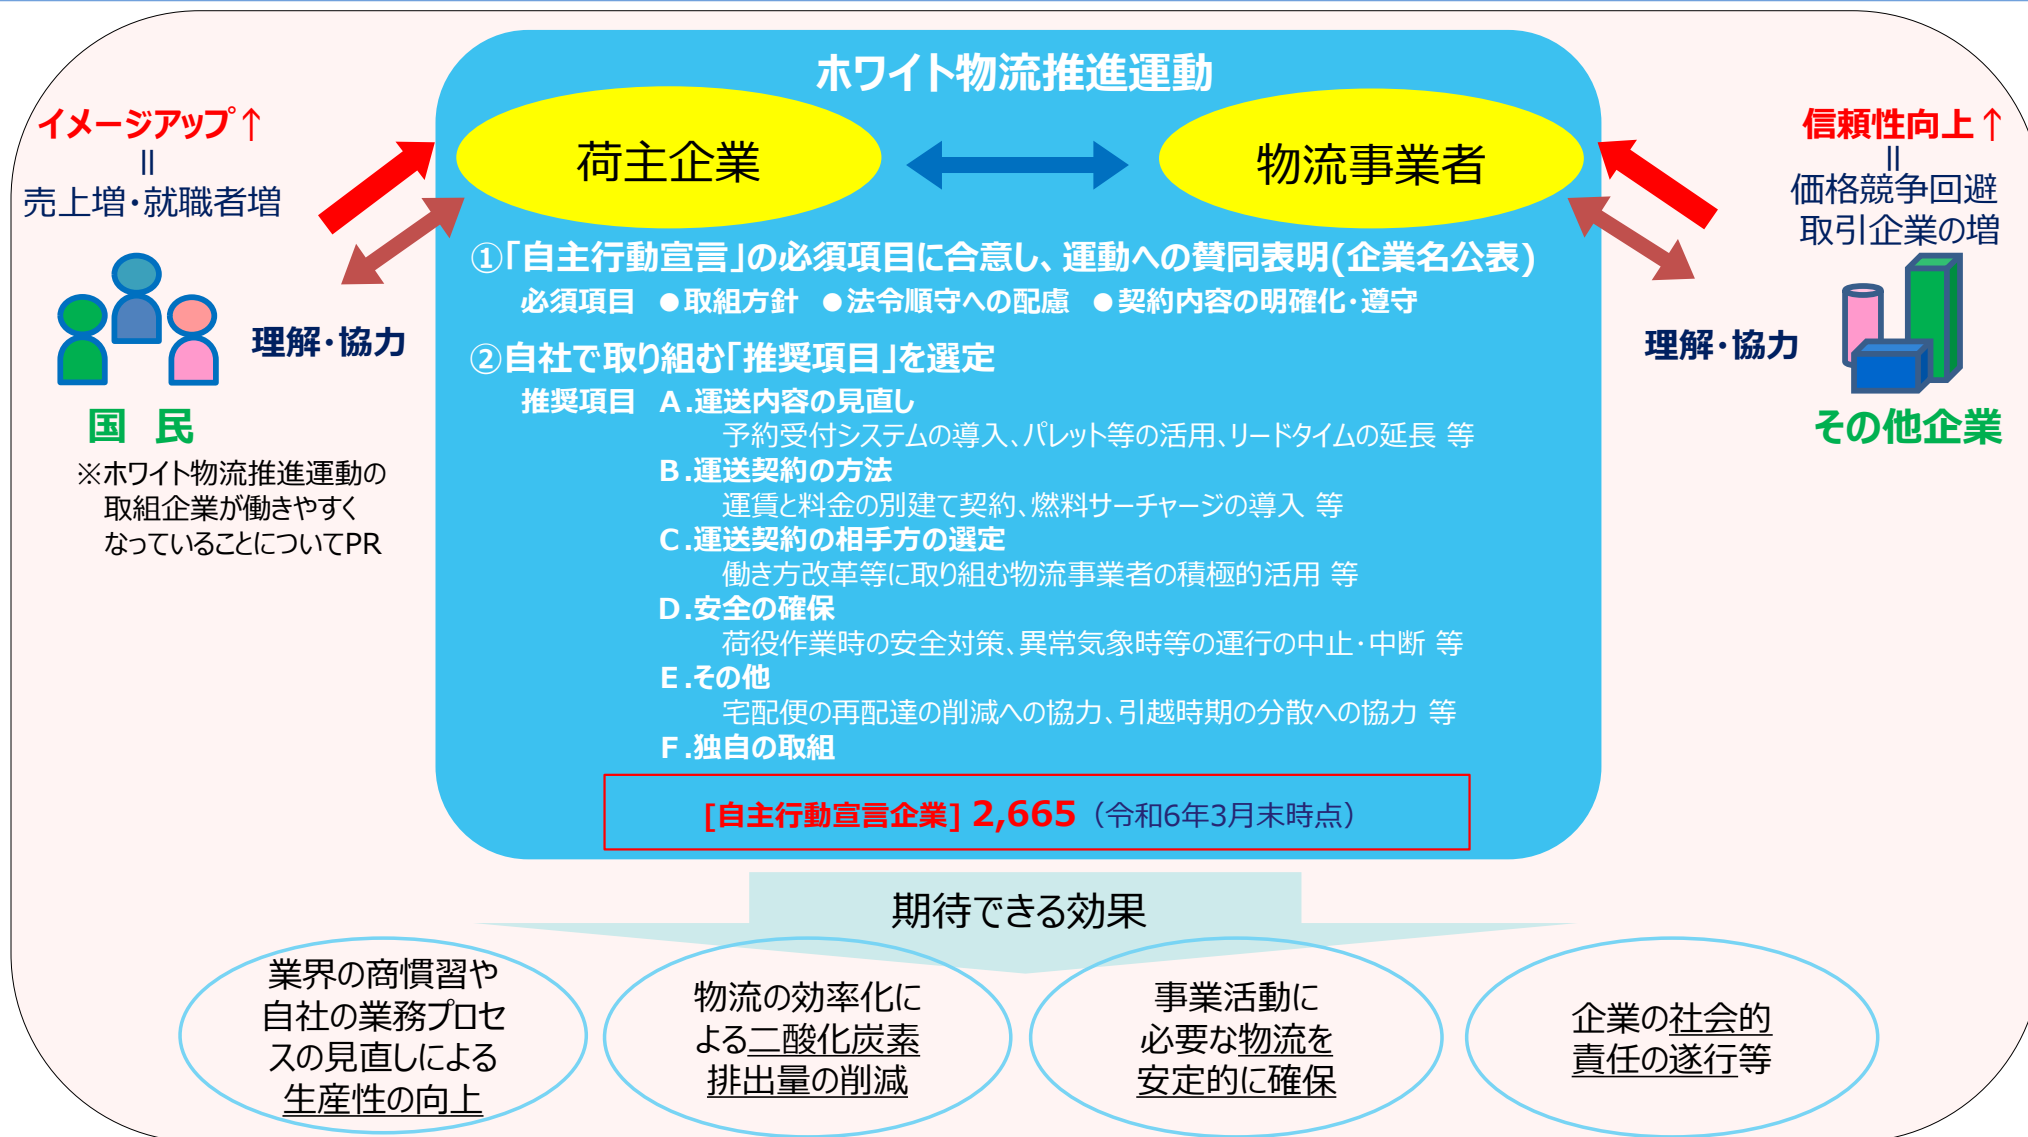 ホワイト物流推進運動
荷主企業
物流事業者
イメージアップ↑
=
売上増・就職者増
信頼性向上↑
=
価格競争回避
取引企業の増
①「自主行動宣言」の必須項目に合意し、運動への賛同表明(企業名公表)
必須項目 ●取組方針 ●法令順守への配慮 ●契約内容の明確化・遵守
②自社で取り組む「推奨項目」を選定
推奨項目 A.運送内容の見直し
予約受付システムの導入、パレット等の活用、リードタイムの延長 等
B.運送契約の方法
運賃と料金の別建て契約、燃料サーチャージの導入 等
C.運送契約の相手方の選定
働き方改革等に取り組む物流事業者の積極的活用 等
D.安全の確保
荷役作業時の安全対策、異常気象時等の運行の中止・中断 等
E.その他
宅配便の再配達の削減への協力、引越時期の分散への協力 等
F.独自の取組
[自主行動宣言企業] 2,665(令和6年3月末時点)
理解・協力
国 民
※ホワイト物流推進運動の
取組企業が働きやすく
なっていることについてPR
理解・協力
その他企業
期待できる効果
業界の商慣習や
自社の業務プロセ
スの見直しによる
生産性の向上
物流の効率化に
よる二酸化炭素
排出量の削減
事業活動に
必要な物流を
安定的に確保
企業の社会的
責任の遂行等